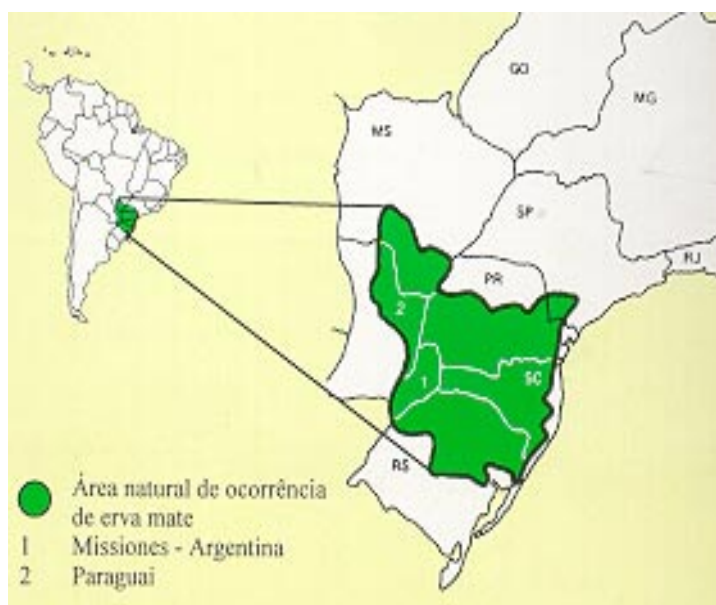 GO
MG
MS
SP
RJ
PR
2
1
SC
RS
Área natural de ocorrência
de erva mate
1 Missiones - Argentina
2 Paraguai